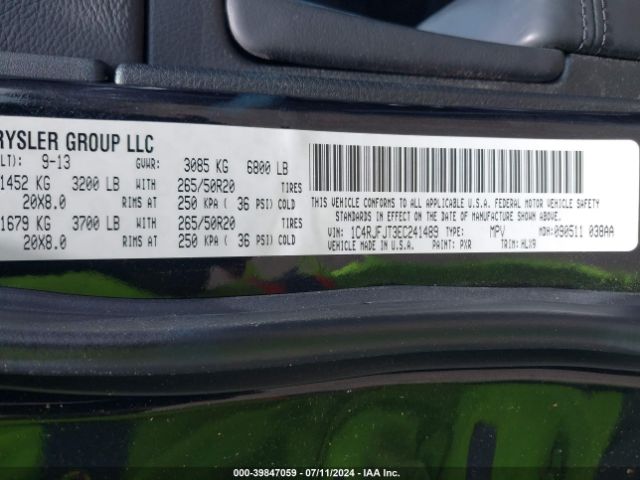 RYSLER GROUP LLC
LT): 9-13 GVWR: 3085 KG 6800 LB
1452 KG 3200 LB WITH 265/50R20 TIRES
20X8.0 RIMS AT 250 KPA ( 36 PSI) COLD
1679 KG 3700 LB WITH 265/50R20 TIRES
20X8.0 RIMS AT 250 KPA ( 36 PSI) COLD
THIS VEHICLE CONFORMS TO ALL APPLICABLE U.S.A. FEDERAL MOTOR VEHICLE SAFETY
STANDARDS IN EFFECT ON THE DATE OF MANUFACTURE SHOWN ABOVE.
VIN: 1C4RJFJT3EC241489 TYPE: MPV MDH: 090511 038AA
VEHICLE MADE IN U.S.A. PAINT: PXR TRIM: HLX9
000-39847059 - 07/11/2024 - IAA Inc.